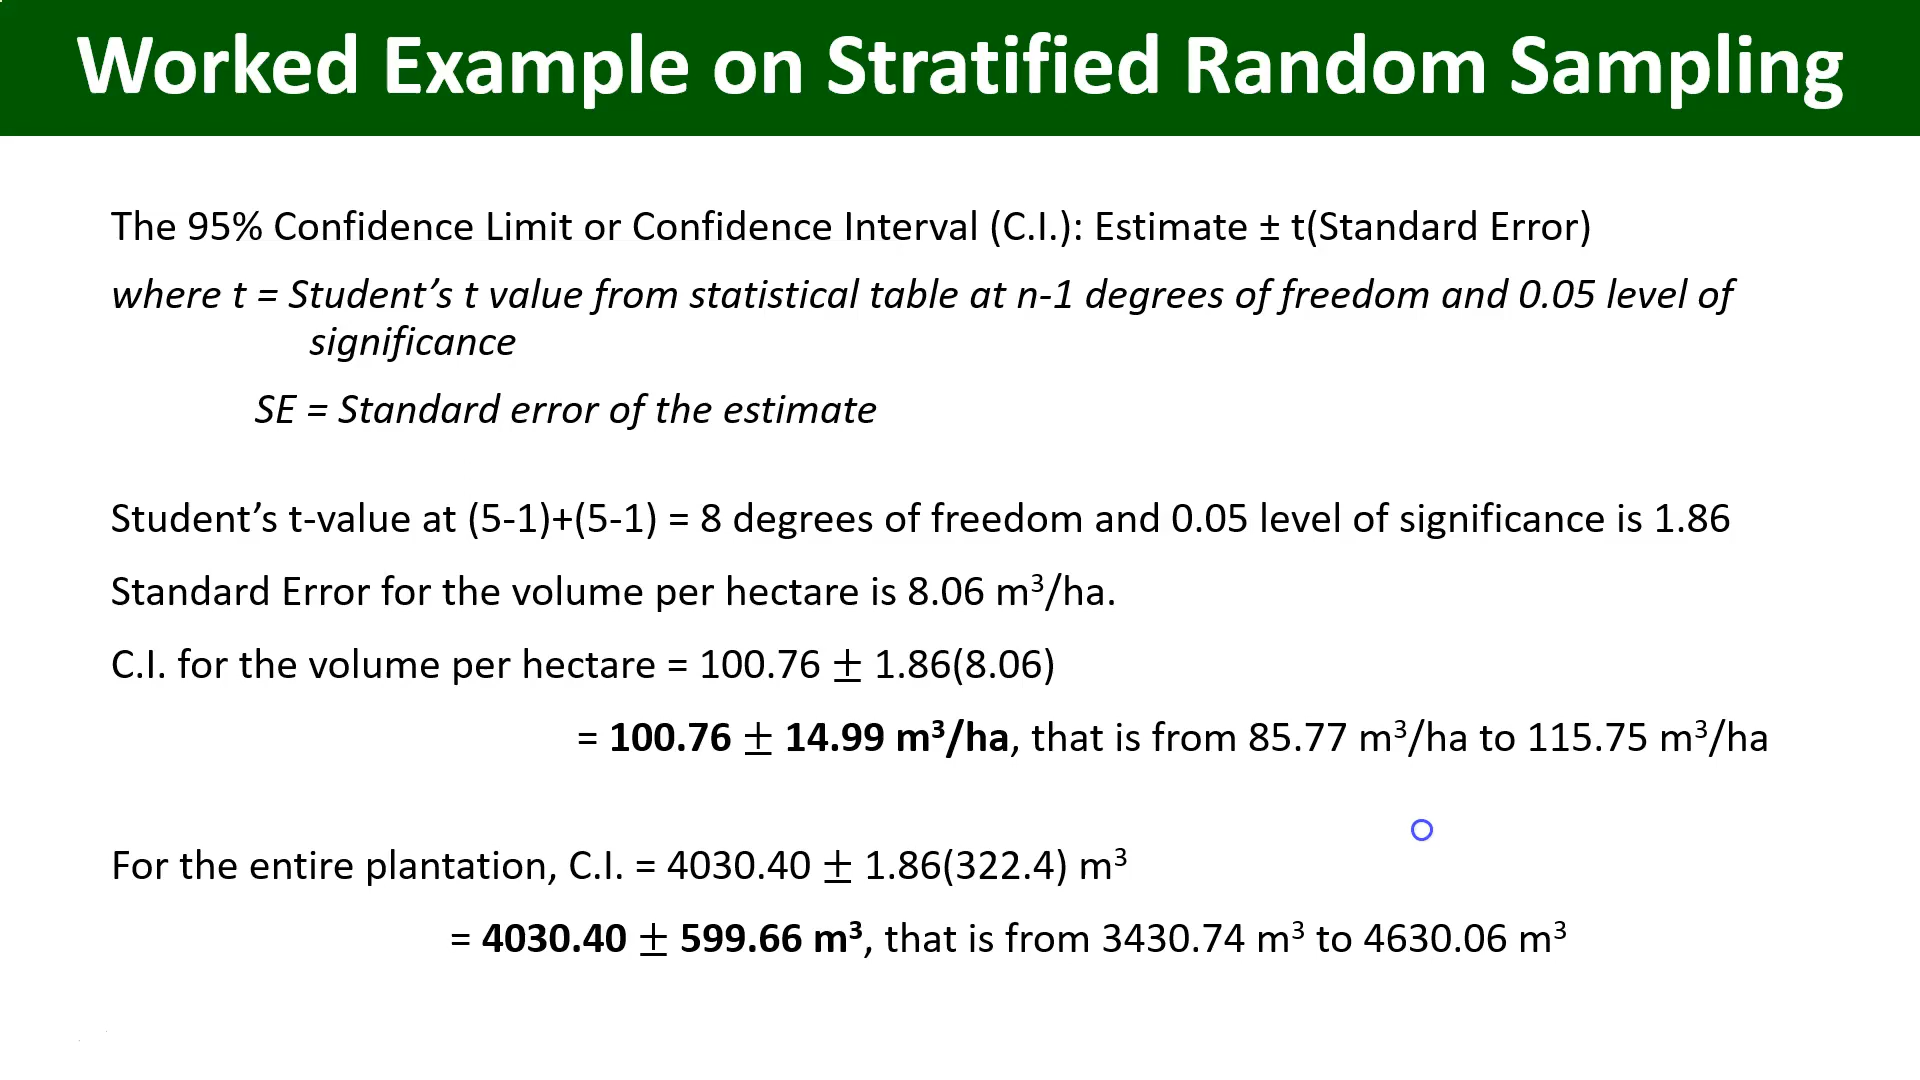 Worked Example on Stratified Random Sampling
The 95% Confidence Limit or Confidence Interval (C.I.): Estimate ± t(Standard Error)
where t = Student’s t value from statistical table at n-1 degrees of freedom and 0.05 level of
significance
SE = Standard error of the estimate
Student’s t-value at (5-1)+(5-1) = 8 degrees of freedom and 0.05 level of significance is 1.86
Standard Error for the volume per hectare is 8.06 m³/ha.
C.I. for the volume per hectare = 100.76 ± 1.86(8.06)
= 100.76 ± 14.99 m³/ha, that is from 85.77 m³/ha to 115.75 m³/ha
For the entire plantation, C.I. = 4030.40 ± 1.86(322.4) m³
= 4030.40 ± 599.66 m³, that is from 3430.74 m³ to 4630.06 m³